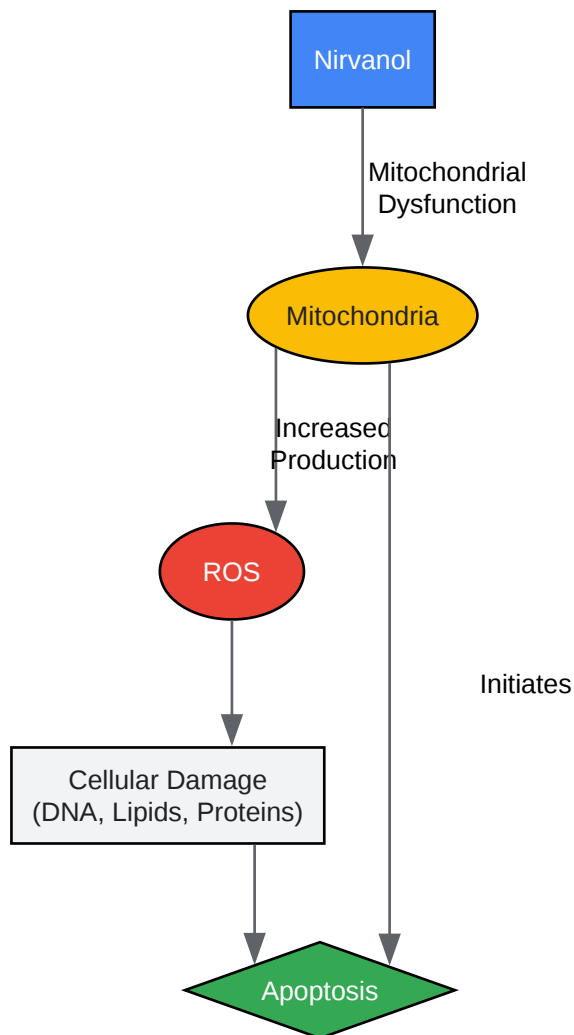 Nirvanol
Mitochondrial
Dysfunction
Mitochondria
Increased
Production
ROS
Initiates
Cellular Damage
(DNA, Lipids, Proteins)
Apoptosis